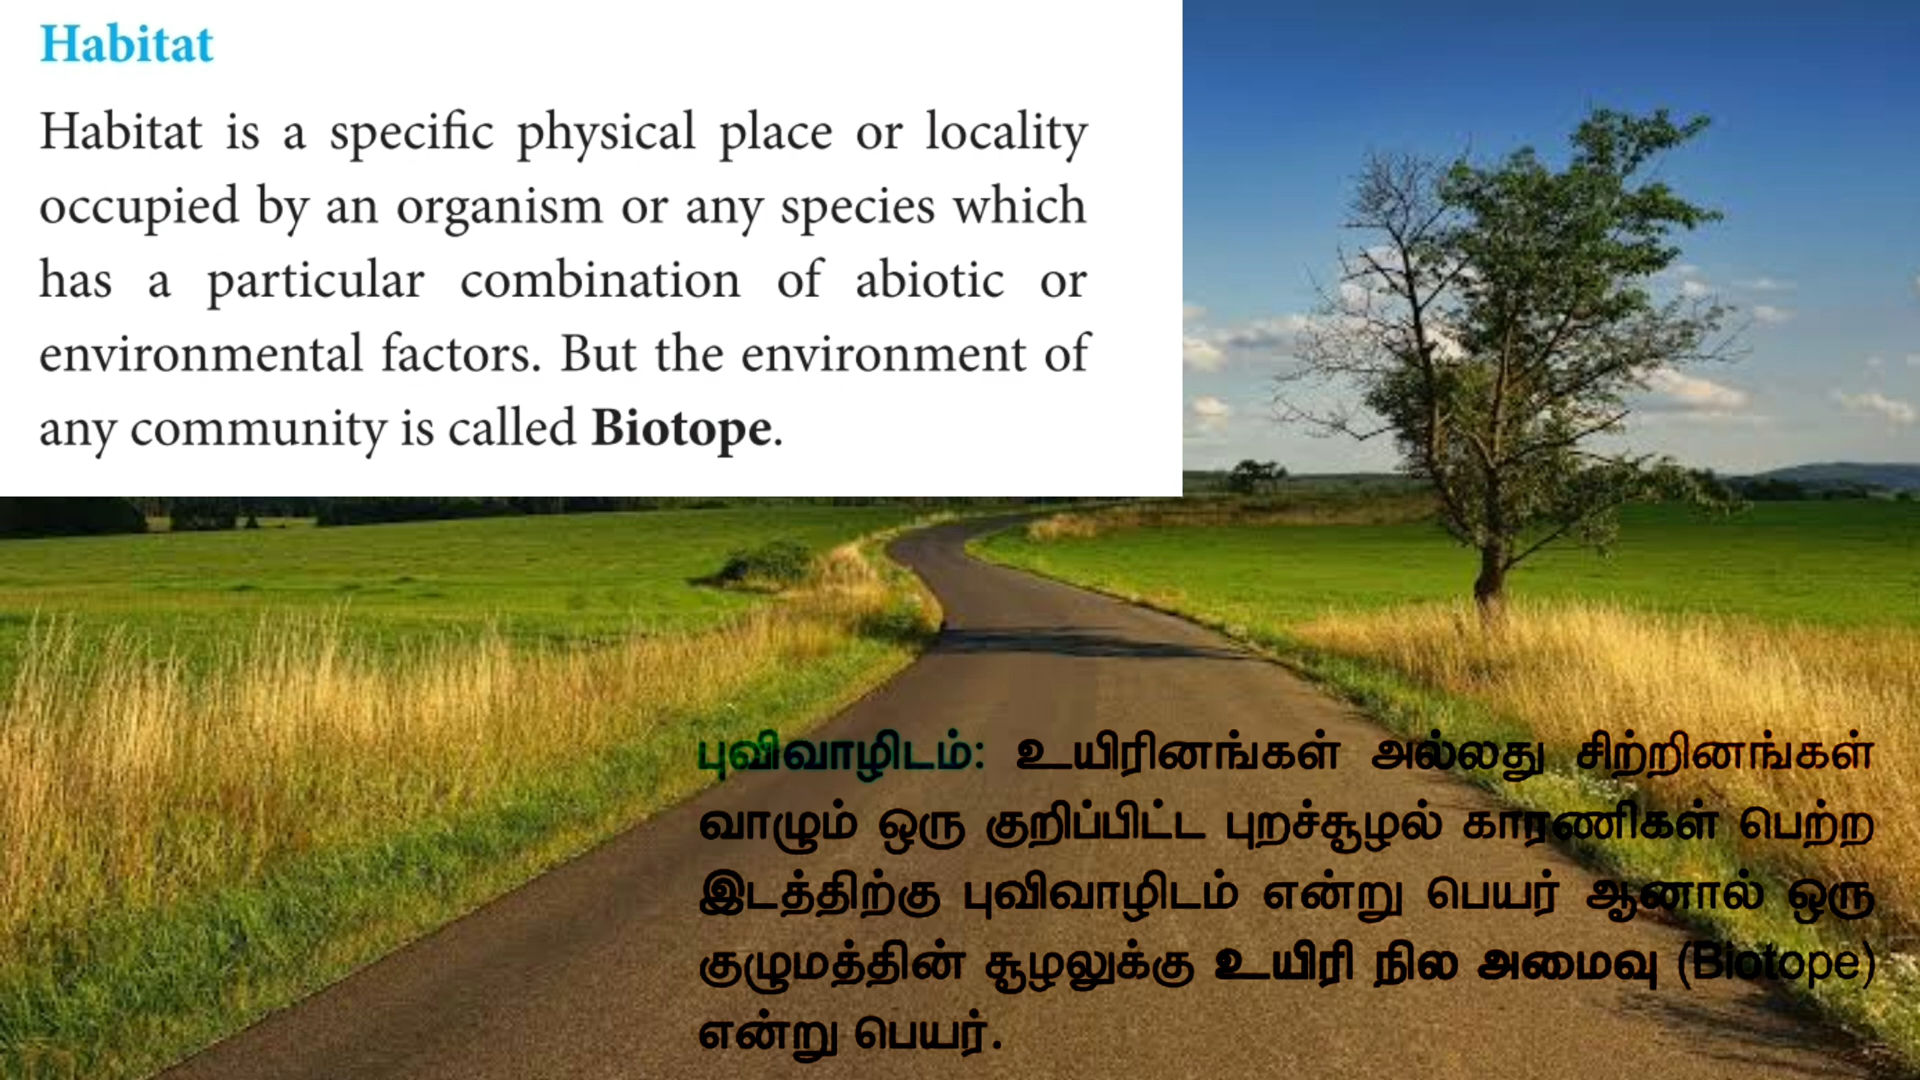 Habitat
Habitat is a specific physical place or locality
occupied by an organism or any species which
has a particular combination of abiotic or
environmental factors. But the environment of
any community is called Biotope.
புவிவாழிடம்: உயிரினங்கள் அல்லது சிற்றினங்கள்
வாழும் ஒரு குறிப்பிட்ட புறச்சூழல் காரணிகள் பெற்ற
இடத்திற்கு புவிவாழிடம் என்று பெயர் ஆனால் ஒரு
குழுமத்தின் சூழலுக்கு உயிரி நில அமைவு (Biotope)
என்று பெயர்.